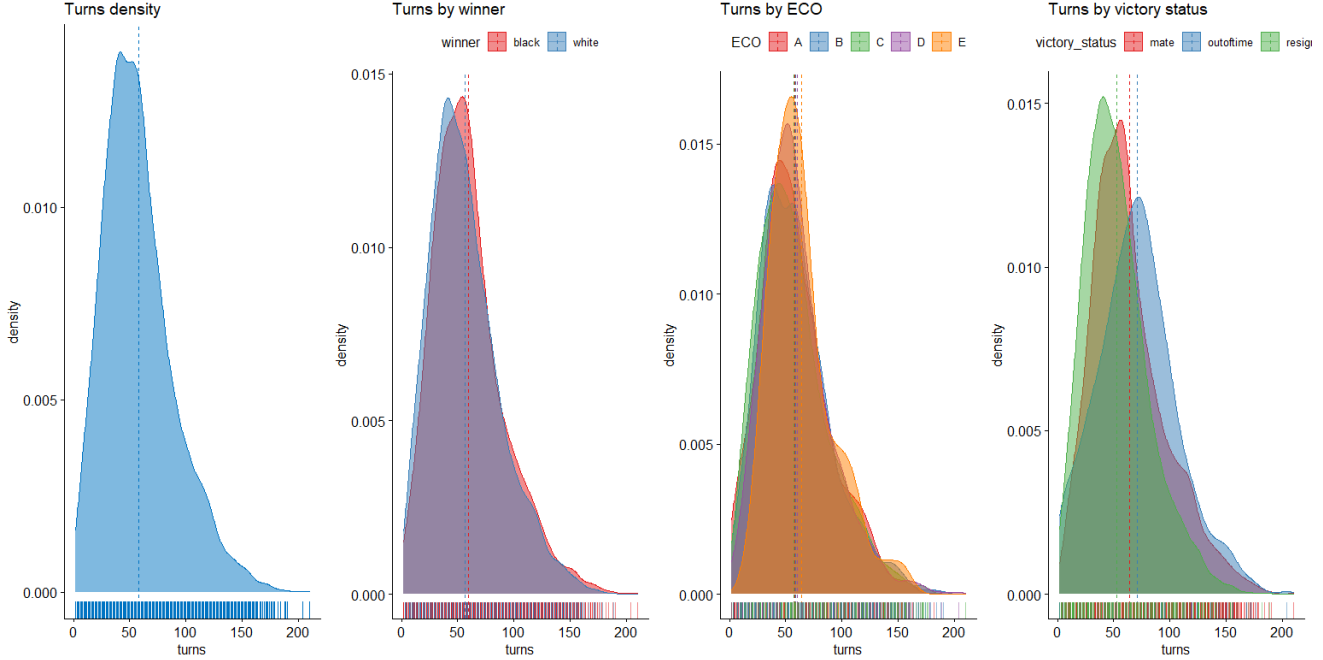 Turns density
0.010
0.005
0.000
density
0 50 100 150 200
turns
Turns by winner
winner black white
0.015
0.010
0.005
0.000
density
0 50 100 150 200
turns
Turns by ECO
ECO A B C D E
0.015
0.010
0.005
0.000
density
0 50 100 150 200
turns
Turns by victory status
victory_status mate outoftime resign
0.015
0.010
0.005
0.000
density
0 50 100 150 200
turns